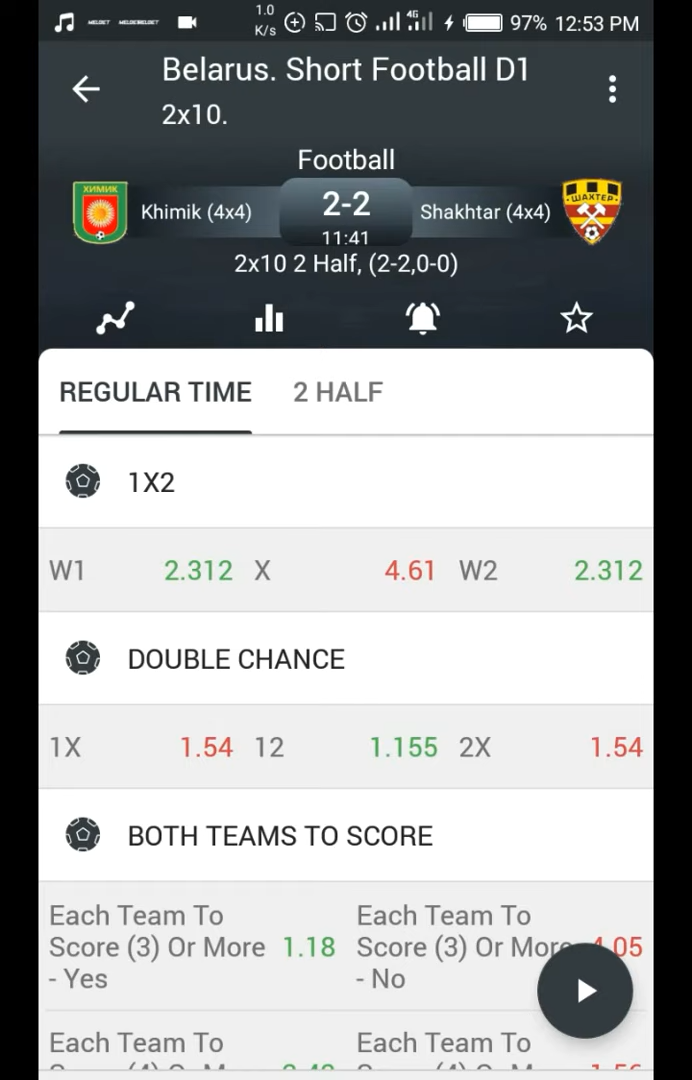 1.0
K/s
4G
97% 12:53 PM
Belarus. Short Football D1
2x10.
Football
ХИМИК
Khimik (4x4)
2-2
Shakhtar (4x4)
ШАХТЕР
11:41
2x10 2 Half, (2-2,0-0)
REGULAR TIME 2 HALF
1X2
W1 2.312 X 4.61 W2 2.312
DOUBLE CHANCE
1X 1.54 12 1.155 2X 1.54
BOTH TEAMS TO SCORE
Each Team To
Score (3) Or More 1.18
- Yes
Each Team To
Score (3) Or More 4.05
- No
Each Team To
Each Team To